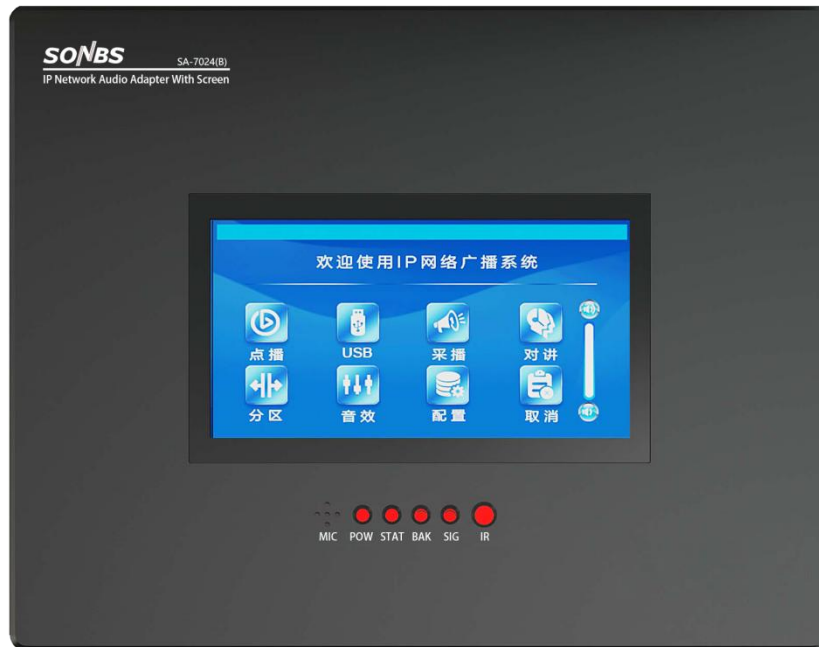 SONBS
SA-7024(B)
IP Network Audio Adapter With Screen
欢迎使用IP网络广播系统
点播 USB 采播 对讲
分区 音效 配置 取消
MIC POW STAT BAK SIG IR